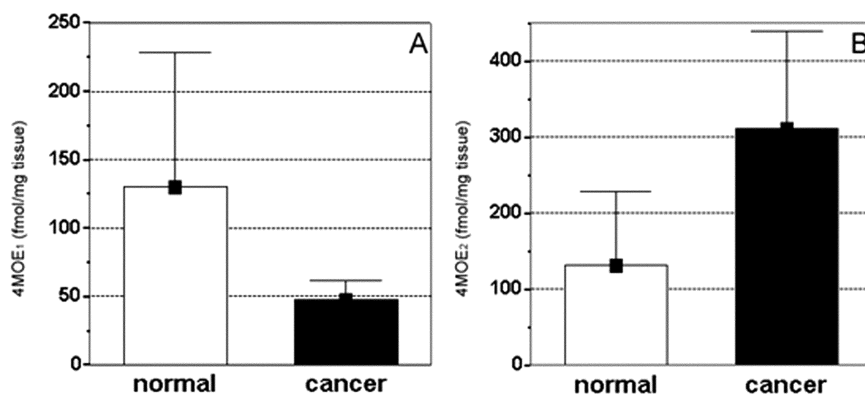 A
4MOE1 (fmol/mg tissue)
250
200
150
100
50
0
normal cancer
B
4MOE2 (fmol/mg tissue)
400
300
200
100
0
normal cancer